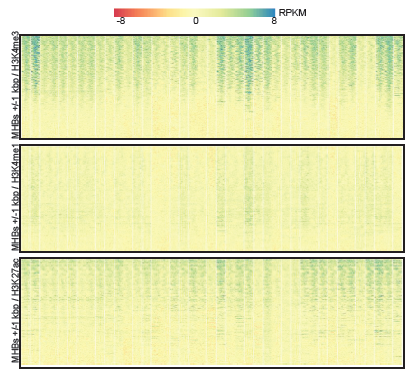 RPKM
-8 0 8
MHBs +/-1 kbp / H3K4me3
MHBs +/-1 kbp / H3K4me1
MHBs +/-1 kbp / H3K27ac